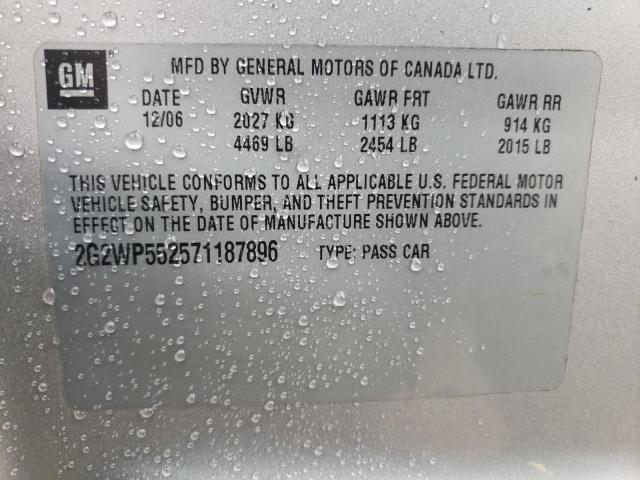 GM
MFD BY GENERAL MOTORS OF CANADA LTD.
DATE GVWR GAWR FRT GAWR RR
12/06 2027 KG 1113 KG 914 KG
4469 LB 2454 LB 2015 LB
THIS VEHICLE CONFORMS TO ALL APPLICABLE U.S. FEDERAL MOTOR
VEHICLE SAFETY, BUMPER, AND THEFT PREVENTION STANDARDS IN
EFFECT ON THE DATE OF MANUFACTURE SHOWN ABOVE.
2G2WP552571187896 TYPE: PASS CAR